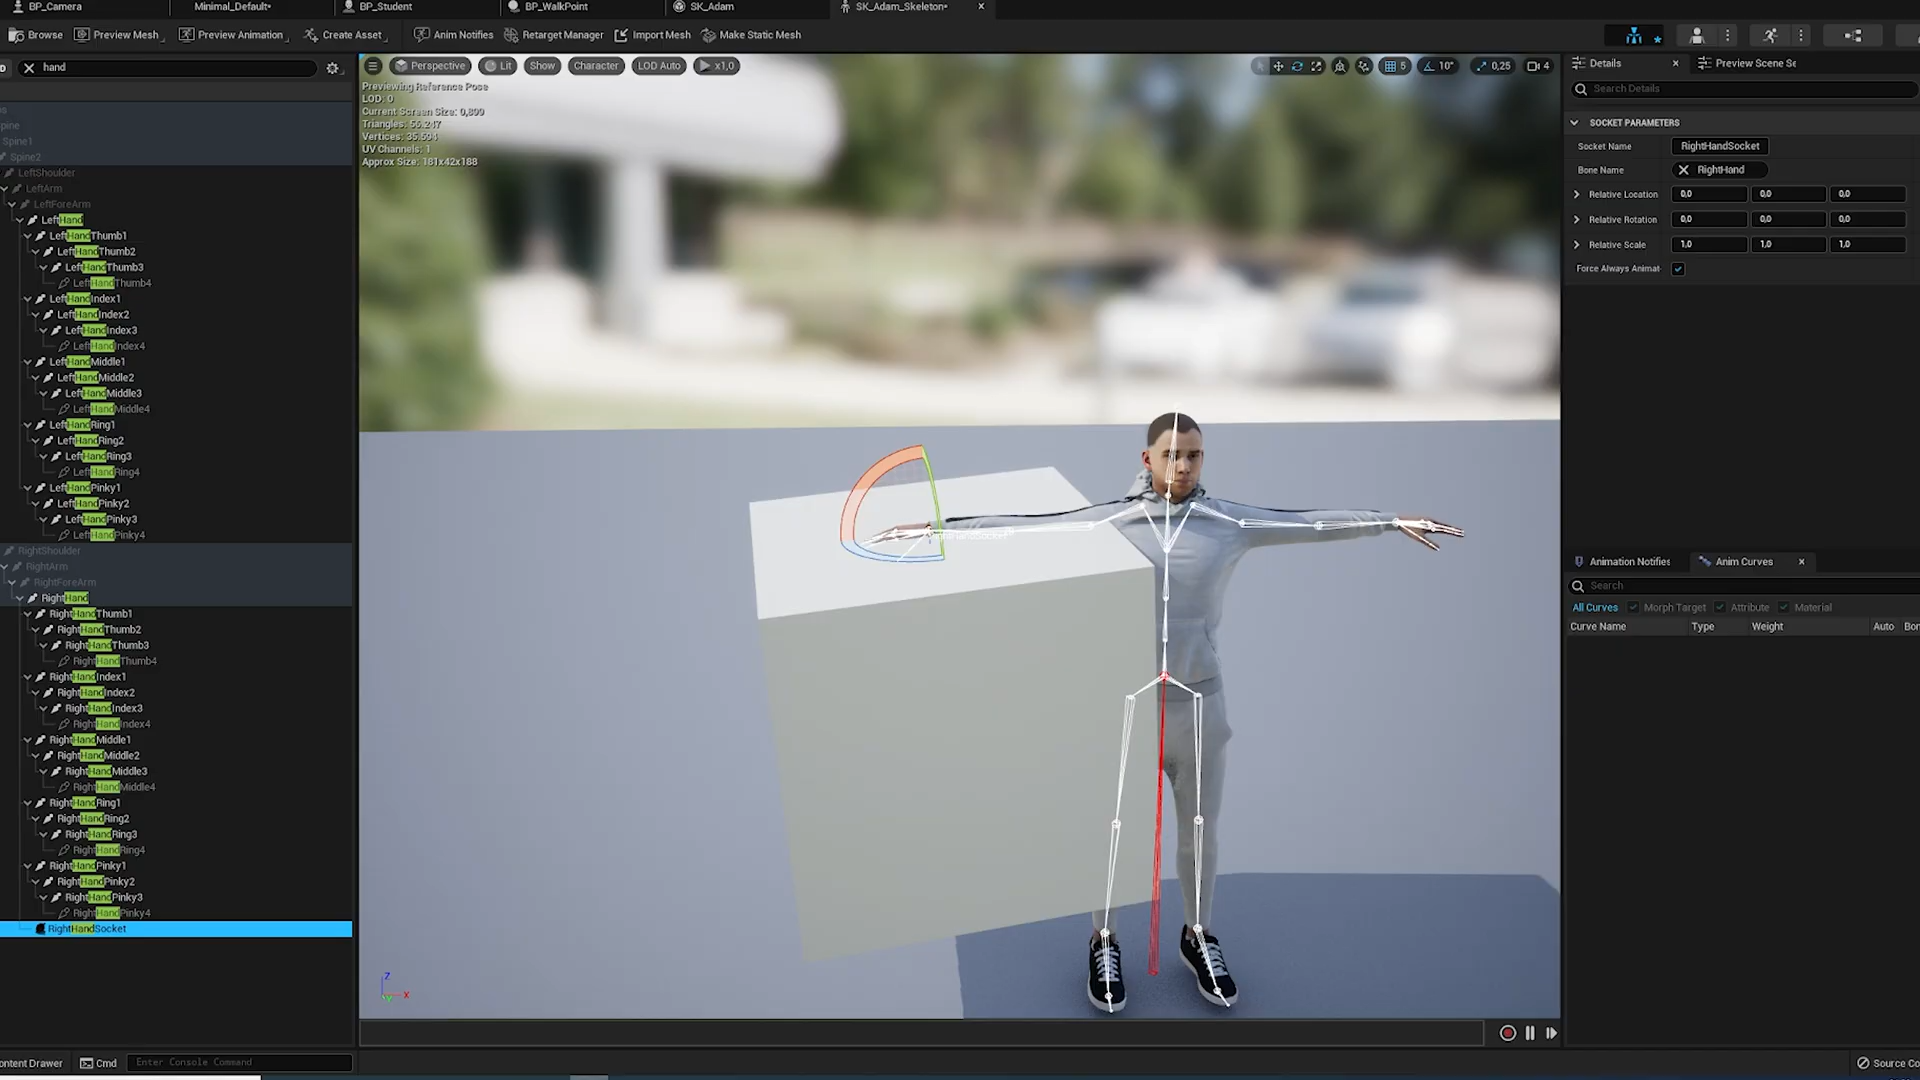 BP_Camera
Minimal_Default*
BP_Student
BP_WalkPoint
SK_Adam
SK_Adam_Skeleton*
Browse
Preview Mesh
Preview Animation
Create Asset
Anim Notifies
Retarget Manager
Import Mesh
Make Static Mesh
hand
Spine1
Spine2
LeftShoulder
LeftArm
LeftForeArm
LeftHand
LeftHandThumb1
LeftHandThumb2
LeftHandThumb3
LeftHandThumb4
LeftHandIndex1
LeftHandIndex2
LeftHandIndex3
LeftHandIndex4
LeftHandMiddle1
LeftHandMiddle2
LeftHandMiddle3
LeftHandMiddle4
LeftHandRing1
LeftHandRing2
LeftHandRing3
LeftHandRing4
LeftHandPinky1
LeftHandPinky2
LeftHandPinky3
LeftHandPinky4
RightShoulder
RightArm
RightForeArm
RightHand
RightHandThumb1
RightHandThumb2
RightHandThumb3
RightHandThumb4
RightHandIndex1
RightHandIndex2
RightHandIndex3
RightHandIndex4
RightHandMiddle1
RightHandMiddle2
RightHandMiddle3
RightHandMiddle4
RightHandRing1
RightHandRing2
RightHandRing3
RightHandRing4
RightHandPinky1
RightHandPinky2
RightHandPinky3
RightHandPinky4
RightHandSocket
Perspective
Lit
Show
Character
LOD Auto
x1,0
5
10°
0,25
4
Previewing Reference Pose
LOD: 0
Current Screen Size: 0,899
Triangles: 56.247
Vertices: 35.594
UV Channels: 1
Approx Size: 181x42x188
Z
X
Y
Details
Preview Scene Se
Search Details
SOCKET PARAMETERS
Socket Name RightHandSocket
Bone Name RightHand
Relative Location 0,0 0,0 0,0
Relative Rotation 0,0 0,0 0,0
Relative Scale 1,0 1,0 1,0
Force Always Animat
Animation Notifies
Anim Curves
Search
All Curves Morph Target Attribute Material
Curve Name Type Weight Auto Bon
ontent Drawer
Cmd
Enter Console Command
Source Co